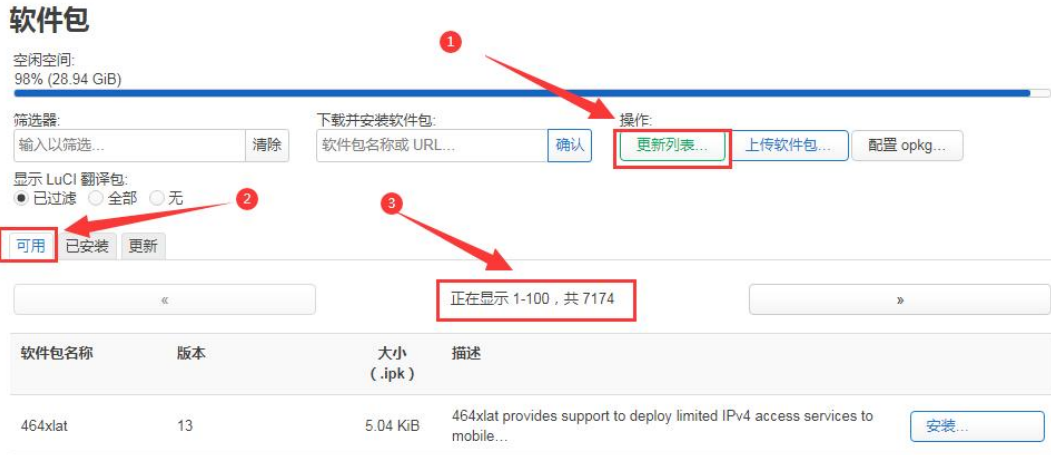 软件包
空闲空间:
98% (28.94 GiB)
筛选器:
下载并安装软件包:
操作:
输入以筛选...
清除
软件包名称或 URL...
确认
更新列表...
上传软件包...
配置 opkg...
显示 LuCI 翻译包:
已过滤 全部 无
1
2
3
可用 已安装 更新
«
正在显示 1-100，共 7174
»
软件包名称 版本 大小 描述
( .ipk )
464xlat 13 5.04 KiB 464xlat provides support to deploy limited IPv4 access services to
mobile…
安装...